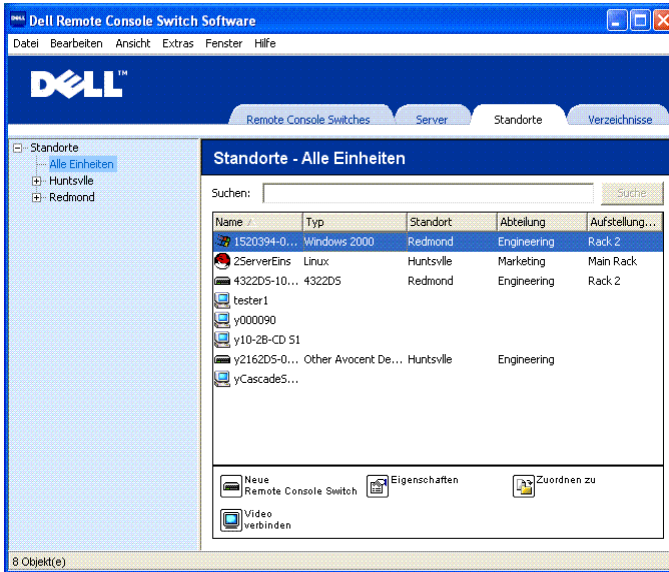 Dell Remote Console Switch Software
Datei Bearbeiten Ansicht Extras Fenster Hilfe
DELL™
Remote Console Switches Server Standorte Verzeichnisse
Standorte
Alle Einheiten
Huntsvlle
Redmond
Standorte - Alle Einheiten
Suchen: Suche
Name Typ Standort Abteilung Aufstellung...
1520394-0... Windows 2000 Redmond Engineering Rack 2
2ServerEins Linux Huntsvlle Marketing Main Rack
4322DS-10... 4322DS Redmond Engineering Rack 2
tester1
y000090
y10-2B-CD S1
y2162DS-0... Other Avocent De... Huntsvlle Engineering
yCascadeS...
Neue Remote Console Switch
Eigenschaften
Zuordnen zu
Video verbinden
8 Objekt(e)